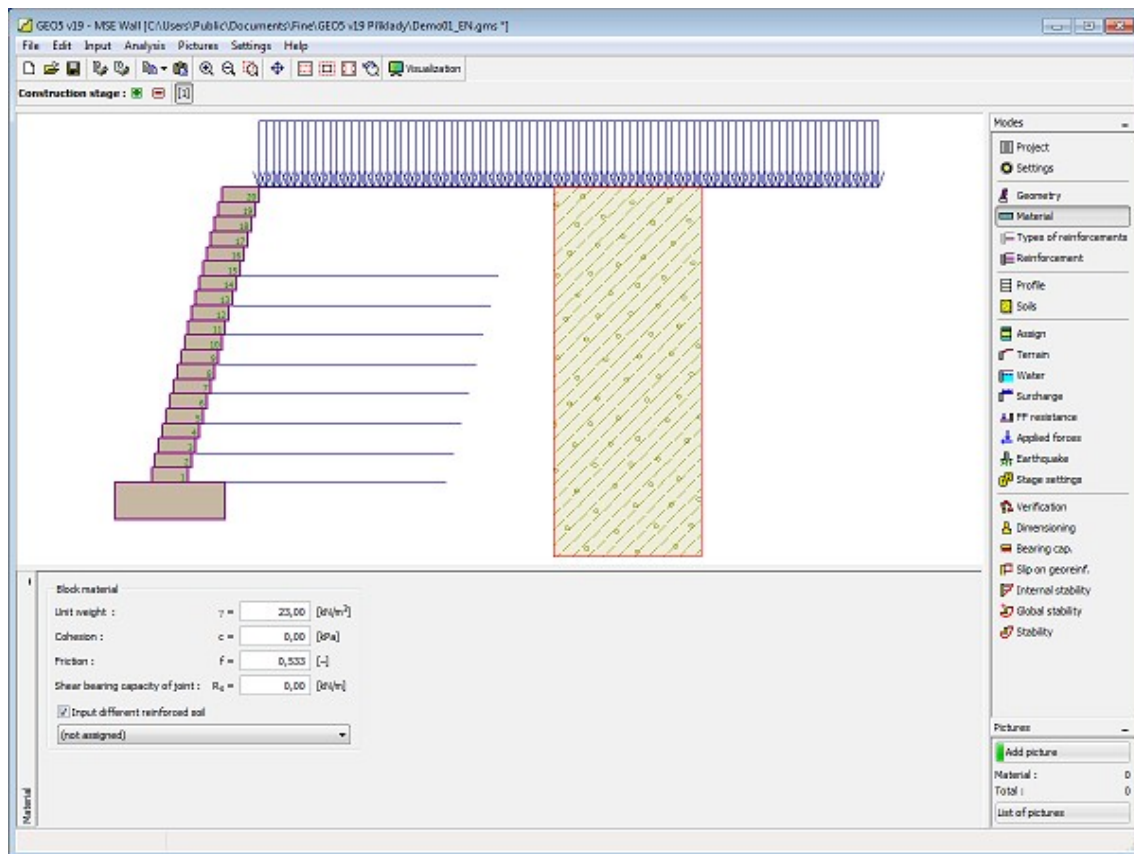 GEO5 v19 - MSE Wall [C:\Users\Public\Documents\Fine\GEO5 v19 Příklady\Demo01_EN.gms *]
File Edit Input Analysis Pictures Settings Help
Visualization
Construction stage : [1]
Modes
Project
Settings
Geometry
Material
Types of reinforcements
Reinforcement
Profile
Soils
Assign
Terrain
Water
Surcharge
FF resistance
Applied forces
Earthquake
Stage settings
Verification
Dimensioning
Bearing cap.
Slip on georeinf.
Internal stability
Global stability
Stability
20
19
18
17
16
15
14
13
12
11
10
9
8
7
6
5
4
3
2
1
Block material
Unit weight : γ = 23,00 [kN/m³]
Cohesion : c = 0,00 [kPa]
Friction : f = 0,533 [–]
Shear bearing capacity of joint : Rs = 0,00 [kN/m]
Input different reinforced soil
(not assigned)
Material
Pictures
Add picture
Material : 0
Total : 0
List of pictures